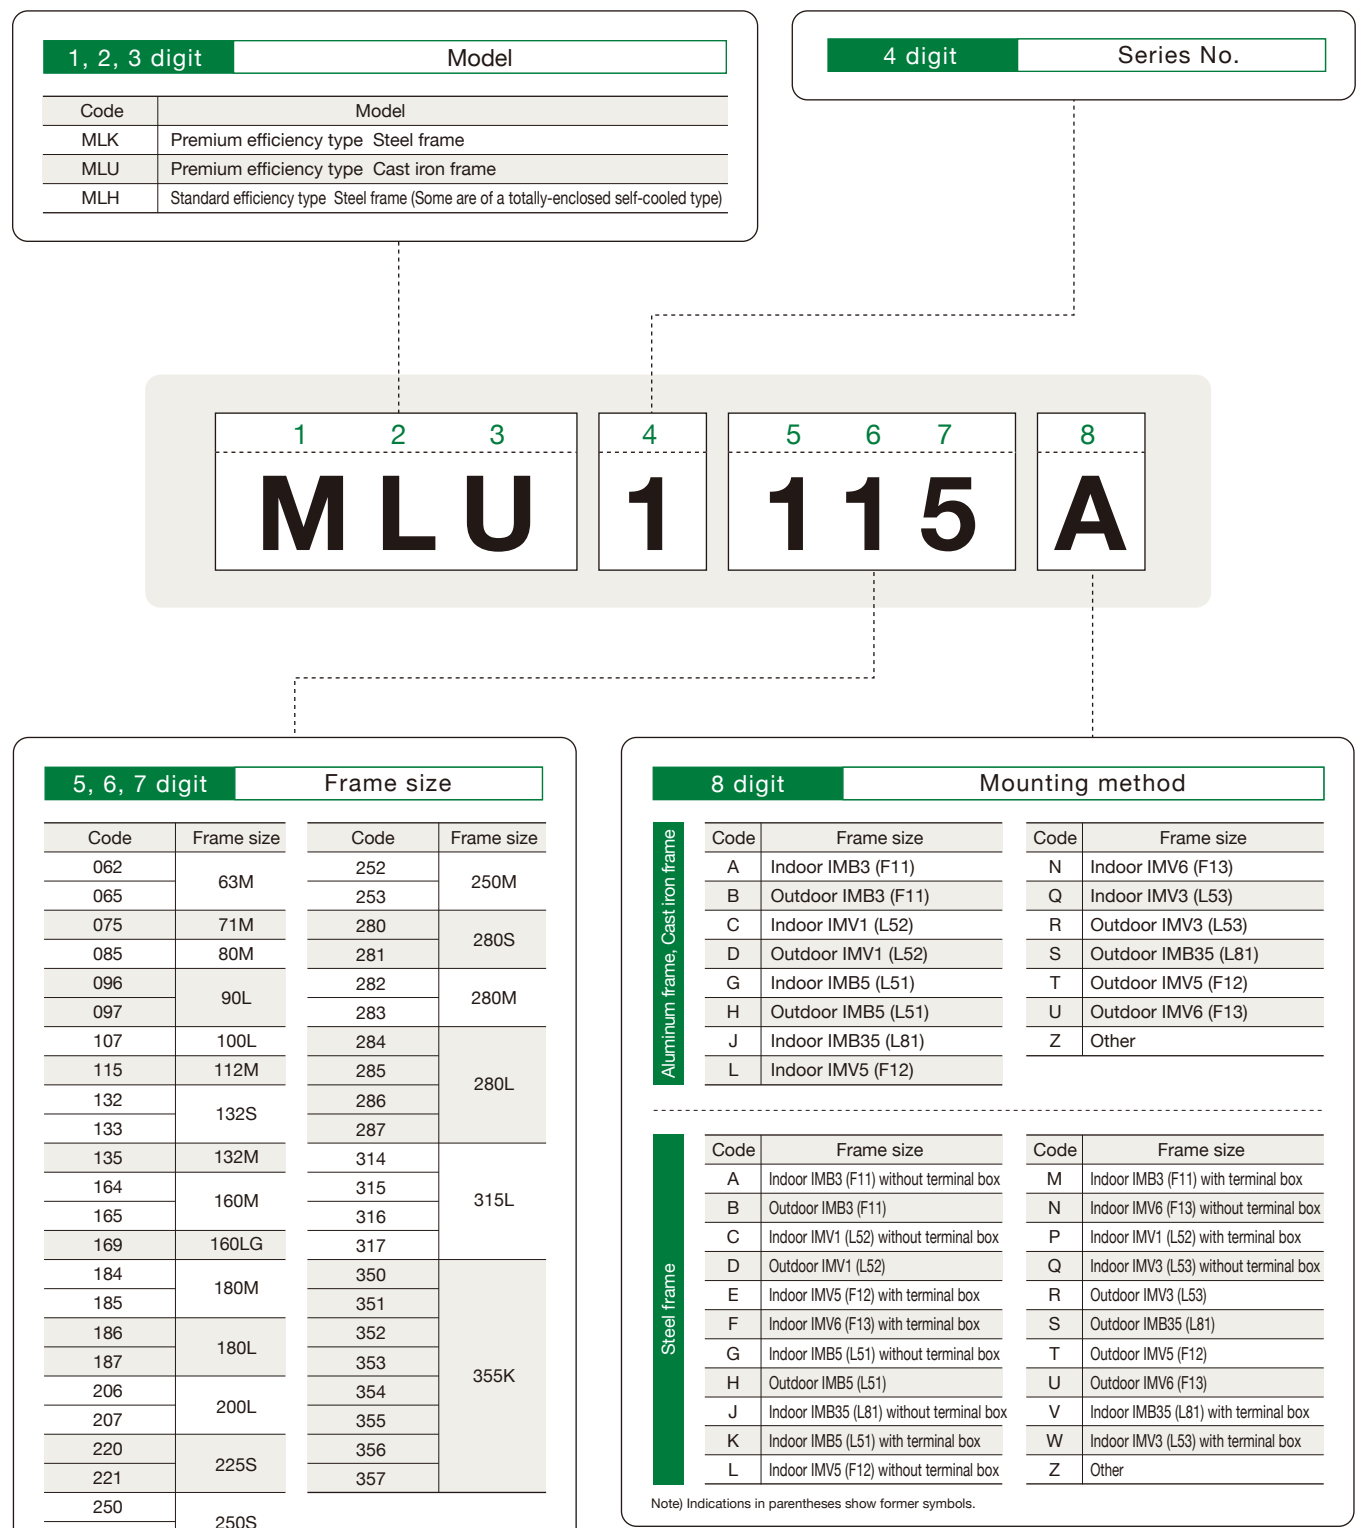 1, 2, 3 digit Model
Code Model
MLK Premium efficiency type Steel frame
MLU Premium efficiency type Cast iron frame
MLH Standard efficiency type Steel frame (Some are of a totally-enclosed self-cooled type)
4 digit Series No.
1 2 3 4 5 6 7 8
MLU 1 115 A
5, 6, 7 digit Frame size
Code Frame size
062
63M
065
075 71M
085 80M
096
90L
097
107 100L
115 112M
132
132S
133
135 132M
164
160M
165
169 160LG
184
180M
185
186
180L
187
206
200L
207
220
225S
221
250
250S
Code Frame size
252
250M
253
280
280S
281
282
280M
283
284
285
280L
286
287
314
315
315L
316
317
350
351
352
353
355K
354
355
356
357
8 digit Mounting method
Aluminum frame, Cast iron frame
Code Frame size
A Indoor IMB3 (F11)
B Outdoor IMB3 (F11)
C Indoor IMV1 (L52)
D Outdoor IMV1 (L52)
G Indoor IMB5 (L51)
H Outdoor IMB5 (L51)
J Indoor IMB35 (L81)
L Indoor IMV5 (F12)
Code Frame size
N Indoor IMV6 (F13)
Q Indoor IMV3 (L53)
R Outdoor IMV3 (L53)
S Outdoor IMB35 (L81)
T Outdoor IMV5 (F12)
U Outdoor IMV6 (F13)
Z Other
Steel frame
Code Frame size
A Indoor IMB3 (F11) without terminal box
B Outdoor IMB3 (F11)
C Indoor IMV1 (L52) without terminal box
D Outdoor IMV1 (L52)
E Indoor IMV5 (F12) with terminal box
F Indoor IMV6 (F13) with terminal box
G Indoor IMB5 (L51) without terminal box
H Outdoor IMB5 (L51)
J Indoor IMB35 (L81) without terminal box
K Indoor IMB5 (L51) with terminal box
L Indoor IMV5 (F12) without terminal box
Code Frame size
M Indoor IMB3 (F11) with terminal box
N Indoor IMV6 (F13) without terminal box
P Indoor IMV1 (L52) with terminal box
Q Indoor IMV3 (L53) without terminal box
R Outdoor IMV3 (L53)
S Outdoor IMB35 (L81)
T Outdoor IMV5 (F12)
U Outdoor IMV6 (F13)
V Indoor IMB35 (L81) with terminal box
W Indoor IMV3 (L53) with terminal box
Z Other
Note) Indications in parentheses show former symbols.